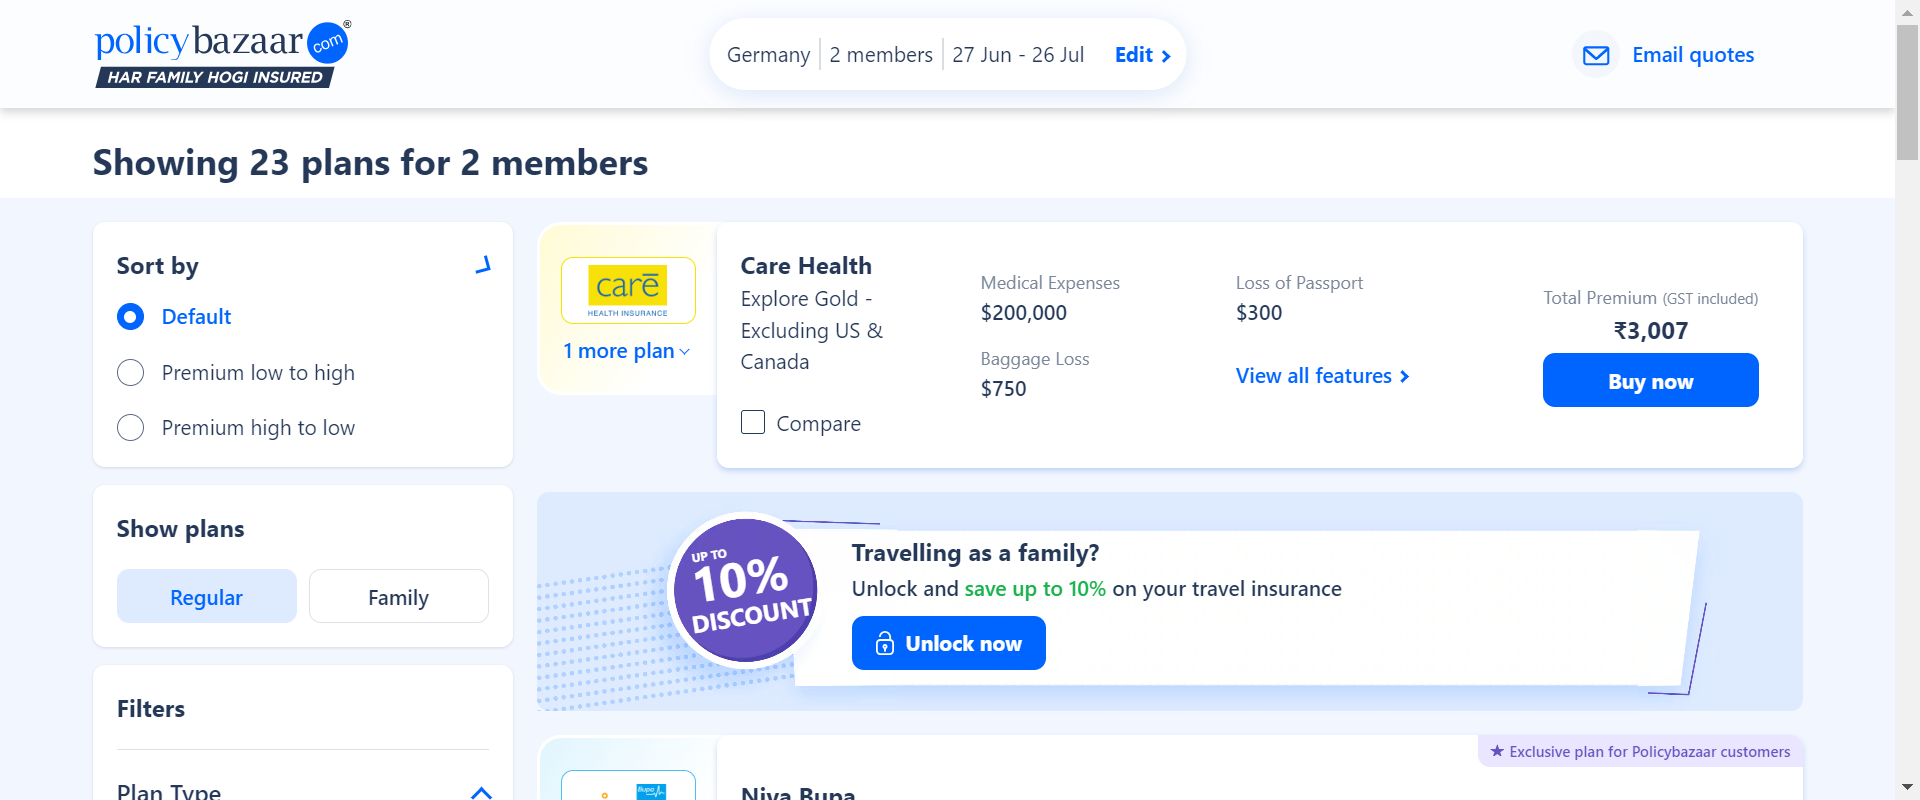 policybazaar com ®
HAR FAMILY HOGI INSURED
Germany
2 members
27 Jun - 26 Jul
Edit
Email quotes
Showing 23 plans for 2 members
Sort by
Default
Premium low to high
Premium high to low
Show plans
Regular
Family
Filters
Plan Type
carē
HEALTH INSURANCE
1 more plan
Care Health
Explore Gold -
Excluding US &
Canada
Compare
Medical Expenses
$200,000
Baggage Loss
$750
Loss of Passport
$300
View all features
Total Premium (GST included)
₹3,007
Buy now
UP TO
10%
DISCOUNT
Travelling as a family?
Unlock and save up to 10% on your travel insurance
Unlock now
Exclusive plan for Policybazaar customers
Bupa
Niva Bupa